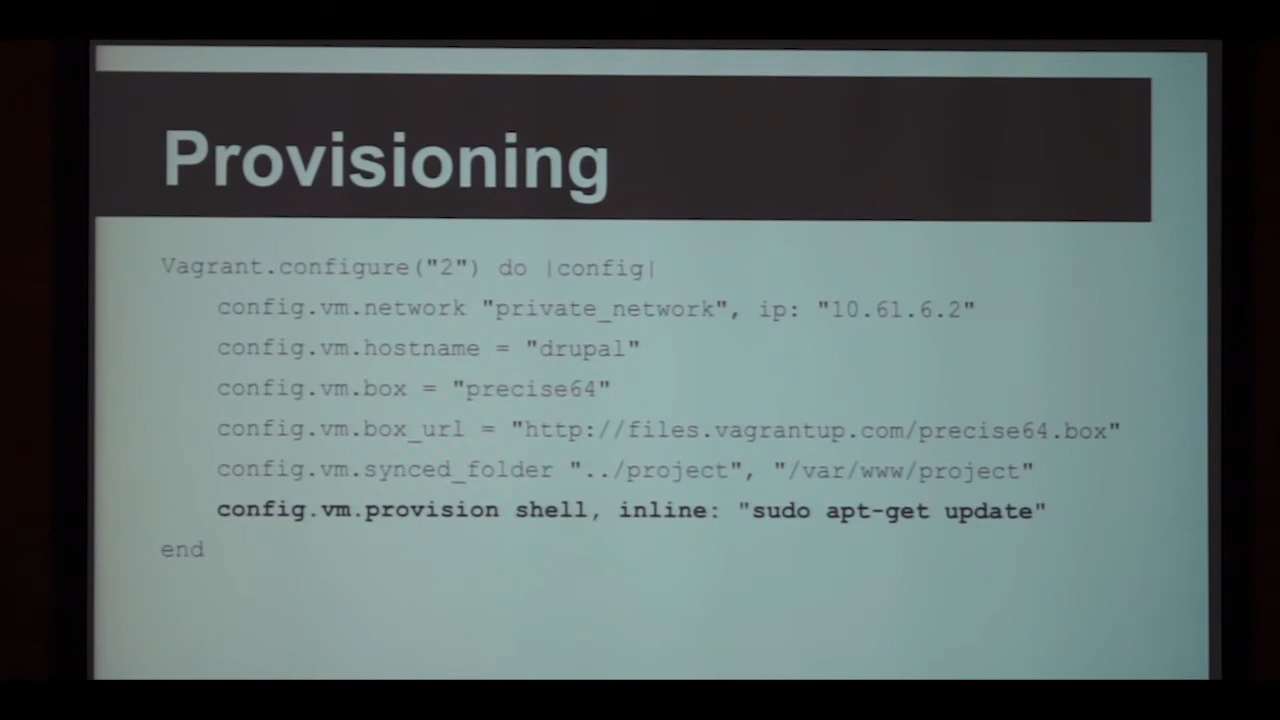 Provisioning
Vagrant.configure("2") do |config|
config.vm.network "private_network", ip: "10.61.6.2"
config.vm.hostname = "drupal"
config.vm.box = "precise64"
config.vm.box_url = "http://files.vagrantup.com/precise64.box"
config.vm.synced_folder "../project", "/var/www/project"
config.vm.provision shell, inline: "sudo apt-get update"
end